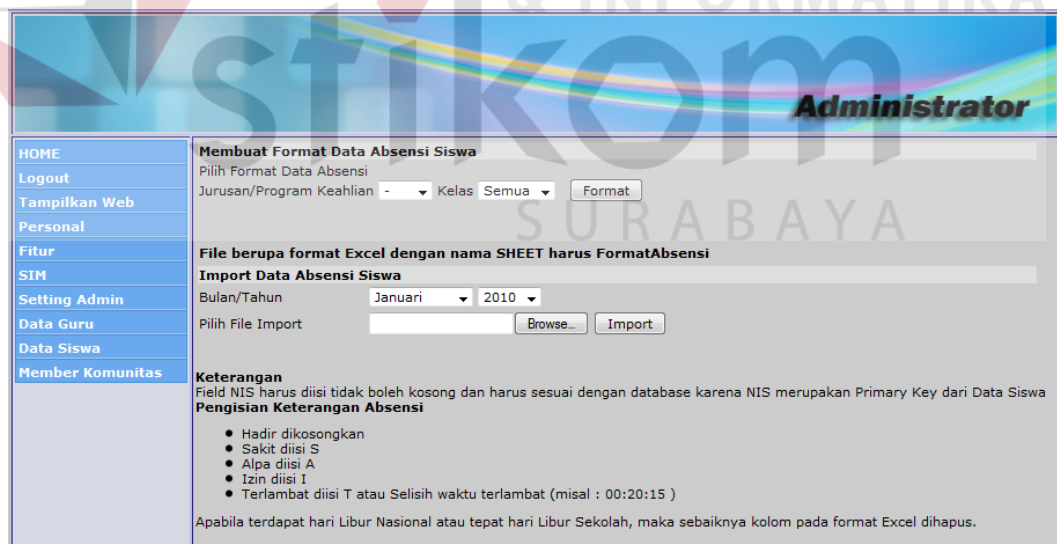 & INFORMATIKA
stikom
SURABAYA
Administrator
HOME
Logout
Tampilkan Web
Personal
Fitur
SIM
Setting Admin
Data Guru
Data Siswa
Member Komunitas
Membuat Format Data Absensi Siswa
Pilih Format Data Absensi
Jurusan/Program Keahlian - Kelas Semua Format
File berupa format Excel dengan nama SHEET harus FormatAbsensi
Import Data Absensi Siswa
Bulan/Tahun Januari 2010
Pilih File Import Browse... Import
Keterangan
Field NIS harus diisi tidak boleh kosong dan harus sesuai dengan database karena NIS merupakan Primary Key dari Data Siswa
Pengisian Keterangan Absensi
• Hadir dikosongkan
• Sakit diisi S
• Alpa diisi A
• Izin diisi I
• Terlambat diisi T atau Selisih waktu terlambat (misal : 00:20:15 )
Apabila terdapat hari Libur Nasional atau tepat hari Libur Sekolah, maka sebaiknya kolom pada format Excel dihapus.